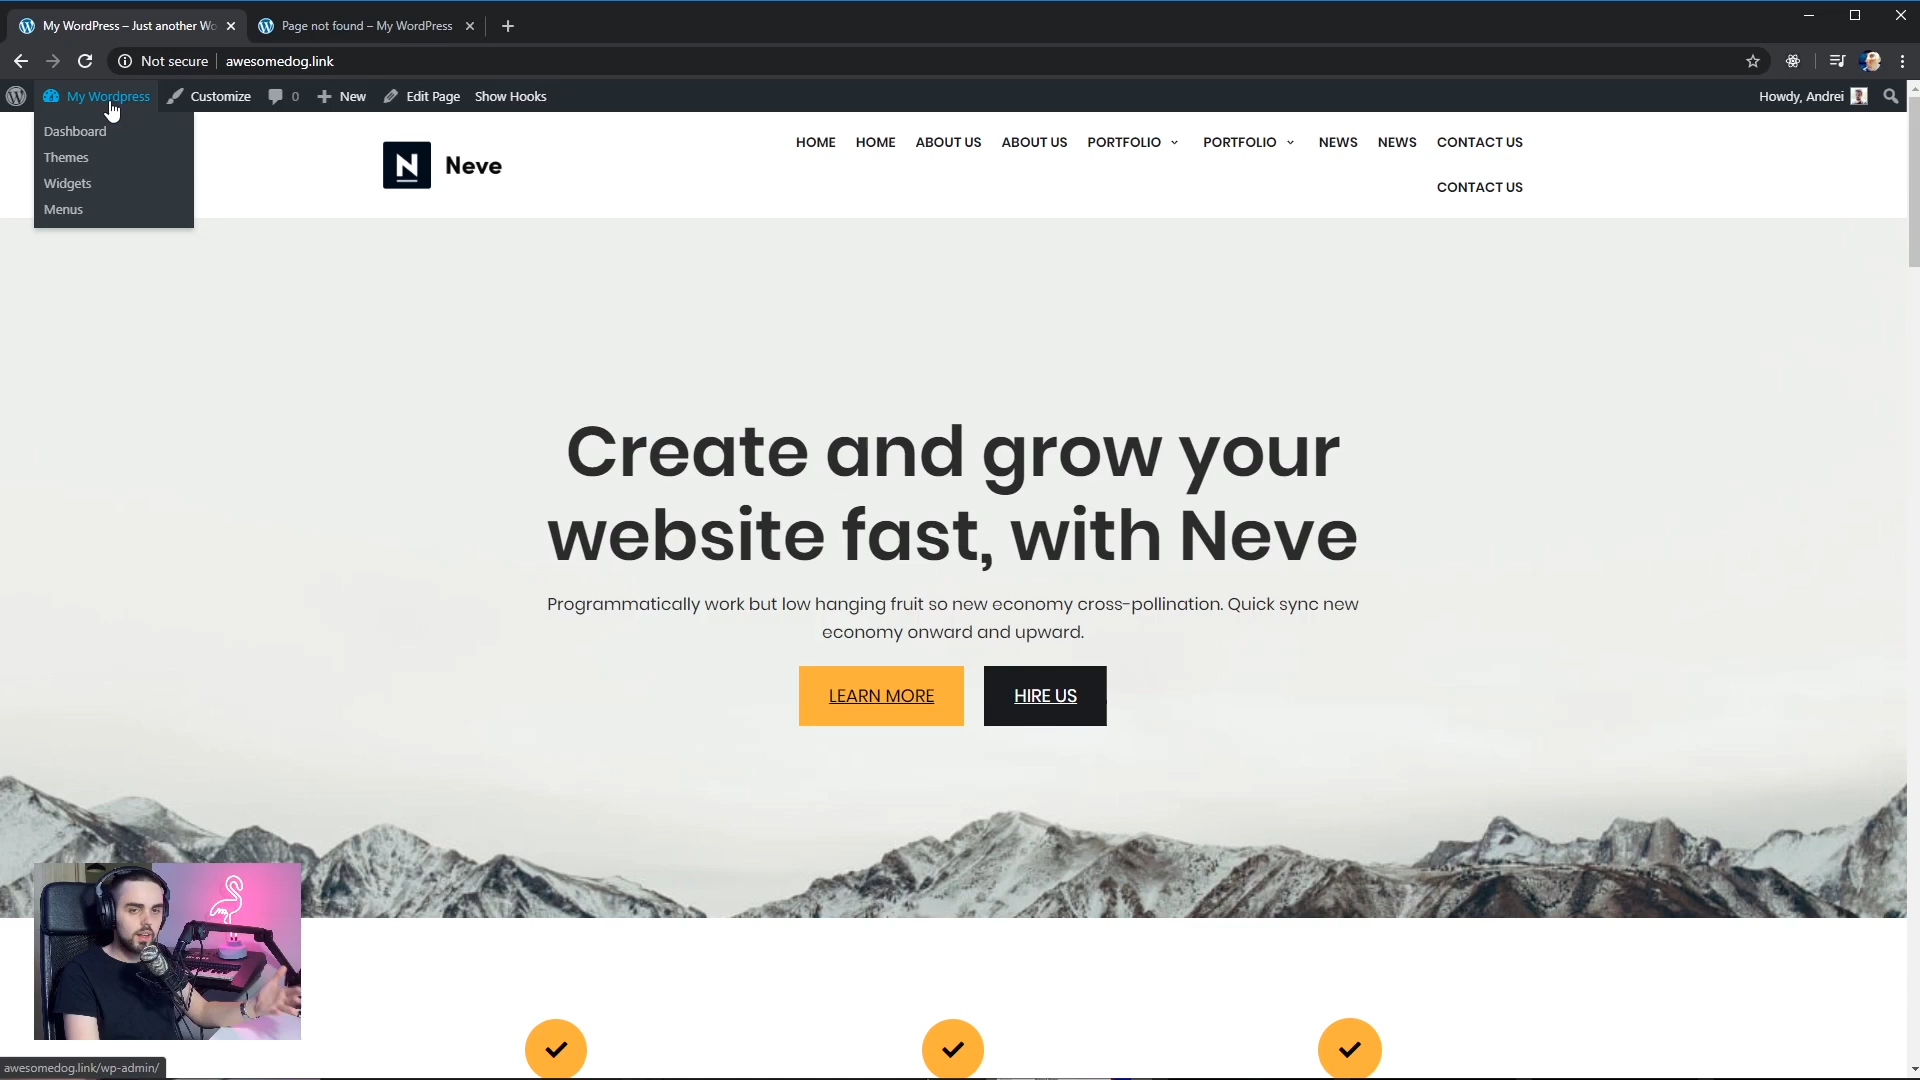 My WordPress – Just another Wo
Page not found – My WordPress
Not secure
awesomedog.link
My Wordpress
Customize
0
New
Edit Page
Show Hooks
Howdy, Andrei
Dashboard
Themes
Widgets
Menus
N Neve
HOME HOME ABOUT US ABOUT US PORTFOLIO PORTFOLIO NEWS NEWS CONTACT US
CONTACT US
Create and grow your
website fast, with Neve
Programmatically work but low hanging fruit so new economy cross-pollination. Quick sync new
economy onward and upward.
LEARN MORE
HIRE US
awesomedog.link/wp-admin/